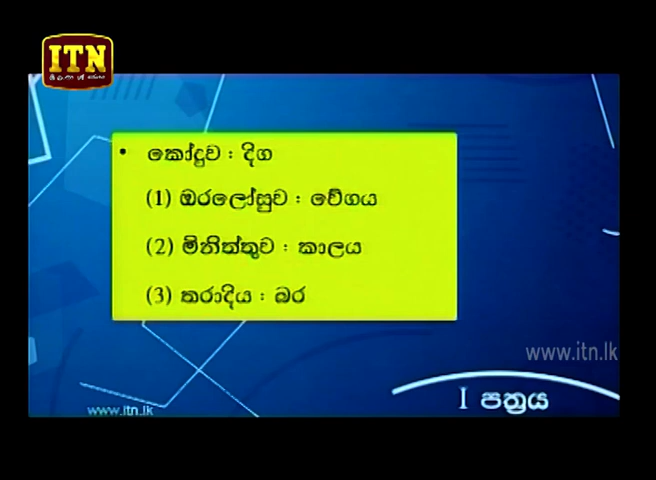 ITN
• කෝදුව : දිග
(1) ඔරලෝසුව : වේගය
(2) මිනිත්තුව : කාලය
(3) තරාදිය : බර
www.itn.lk
I පත්‍රය
www.itn.lk